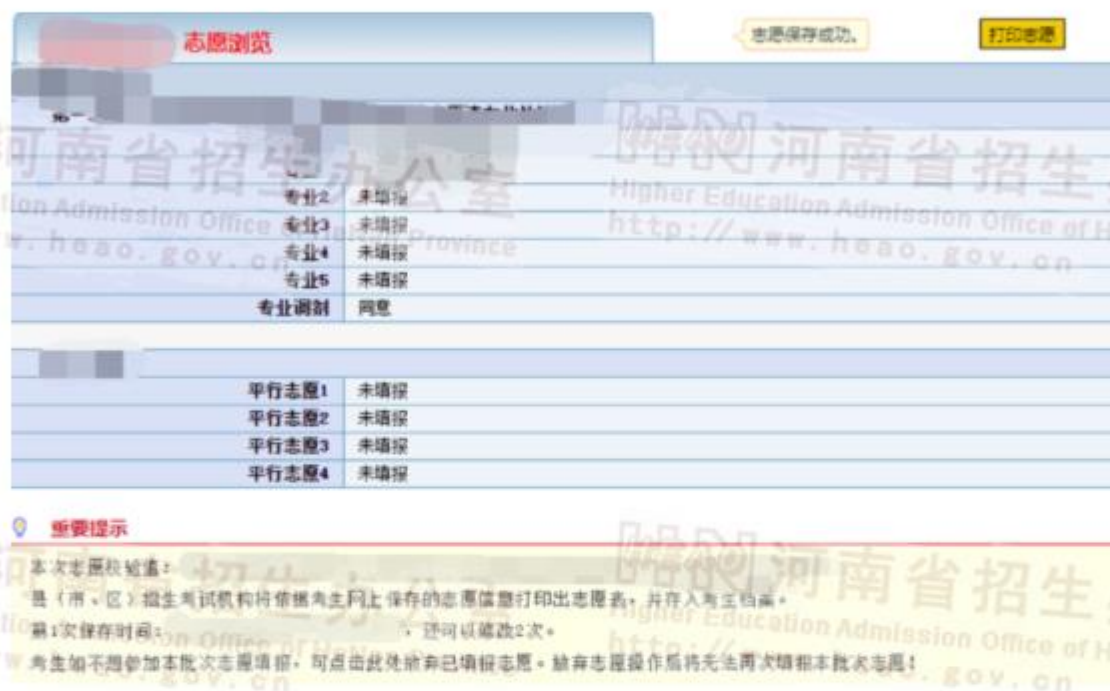 志愿浏览
志愿保存成功。
打印志愿
专业2 未填报
专业3 未填报
专业4 未填报
专业5 未填报
专业调剂 同意
平行志愿1 未填报
平行志愿2 未填报
平行志愿3 未填报
平行志愿4 未填报
重要提示
本次志愿校验值:
县(市、区)招生考试机构将依据考生网上保存的志愿信息打印出志愿表,并存入考生档案。
第1次保存时间: ,还可以修改2次。
考生如不想参加本批次志愿填报,可点击此处放弃已填报志愿。放弃志愿操作后将无法再次填报本批次志愿!
河南省招生办公室
Higher Education Admission Office of
http://www.heao.gov.cn